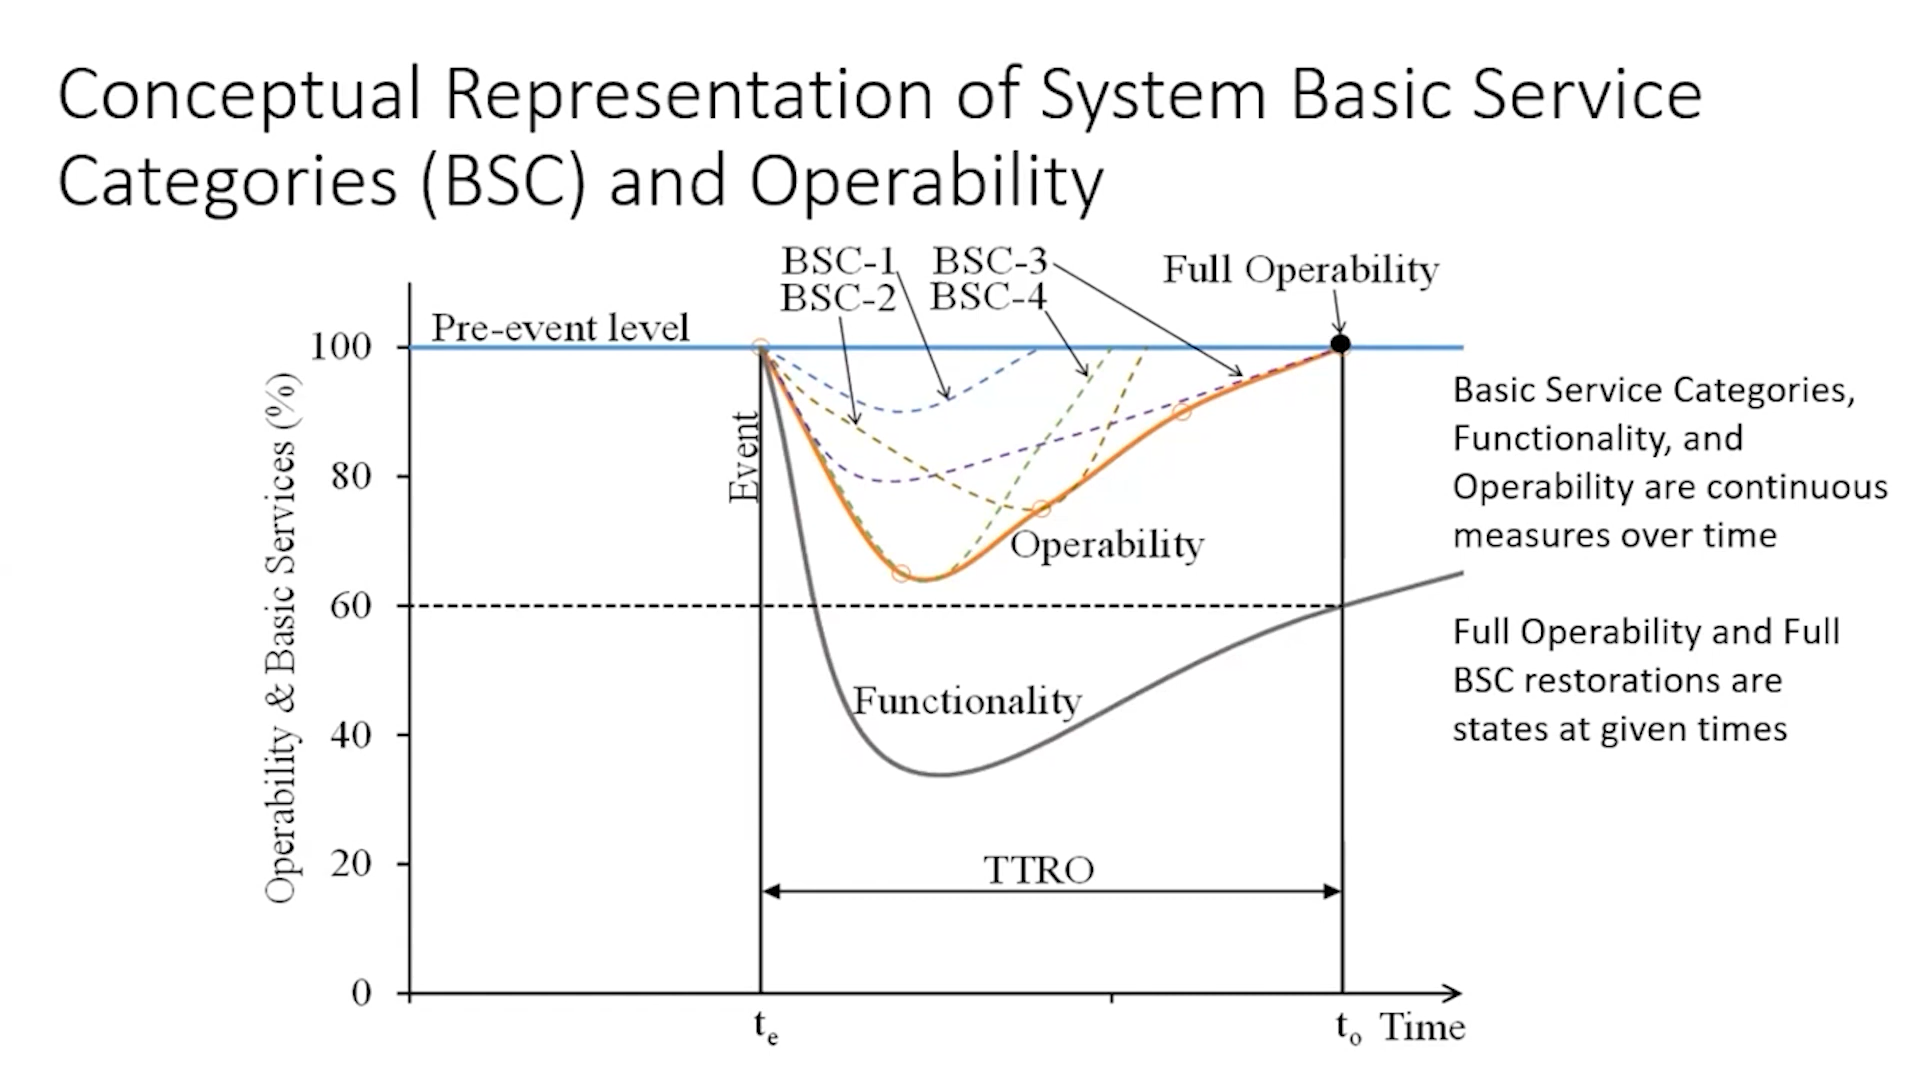 Conceptual Representation of System Basic Service
Categories (BSC) and Operability
BSC-1
BSC-3
BSC-2
BSC-4
Full Operability
Pre-event level
100
80
60
40
20
0
Operability & Basic Services (%)
Event
Operability
Functionality
TTRO
te
to
Time
Basic Service Categories,
Functionality, and
Operability are continuous
measures over time
Full Operability and Full
BSC restorations are
states at given times